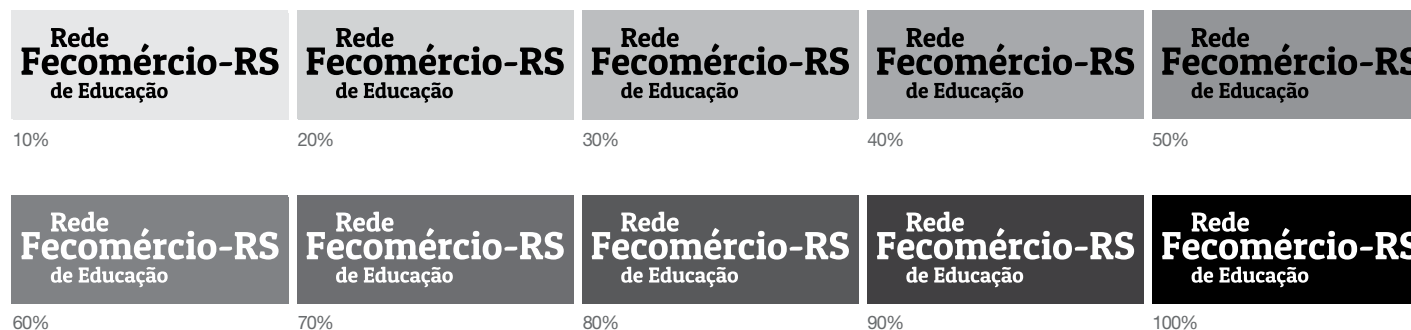 Rede
Fecomércio-RS
de Educação
10%
Rede
Fecomércio-RS
de Educação
20%
Rede
Fecomércio-RS
de Educação
30%
Rede
Fecomércio-RS
de Educação
40%
Rede
Fecomércio-RS
de Educação
50%
Rede
Fecomércio-RS
de Educação
60%
Rede
Fecomércio-RS
de Educação
70%
Rede
Fecomércio-RS
de Educação
80%
Rede
Fecomércio-RS
de Educação
90%
Rede
Fecomércio-RS
de Educação
100%